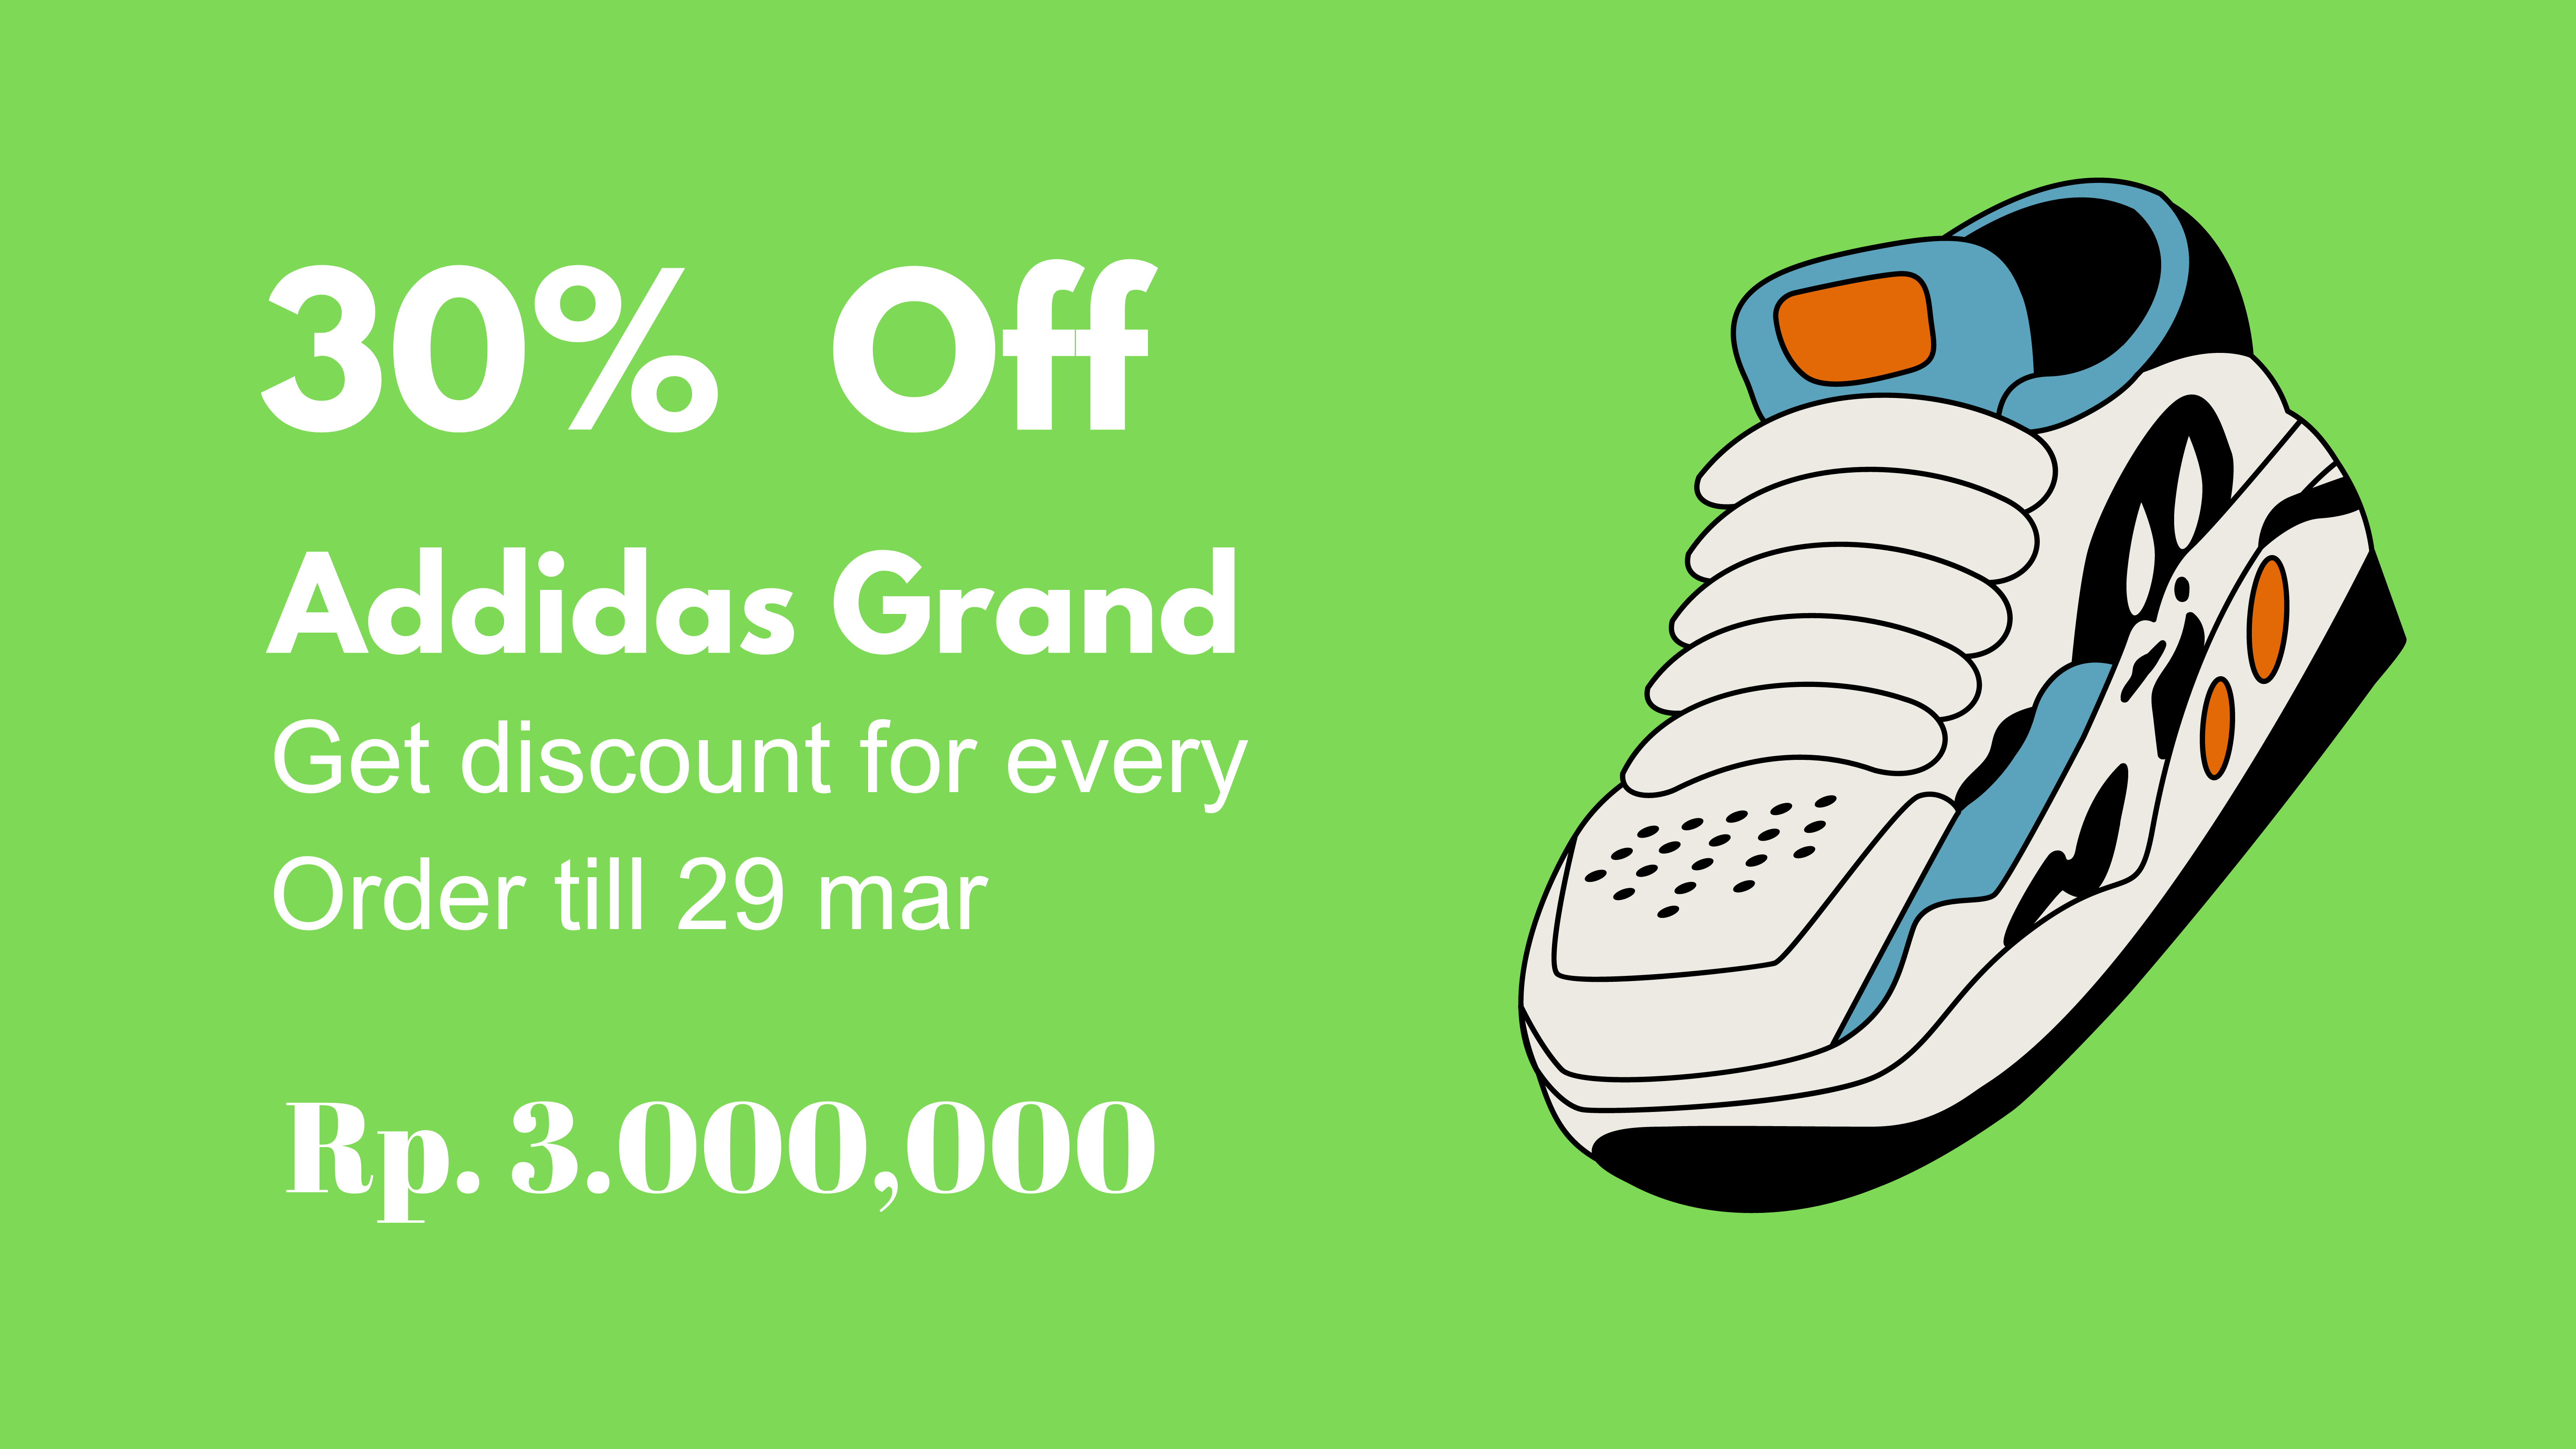 30% Off
Addidas Grand
Get discount for every
Order till 29 mar
Rp. 3.000,000